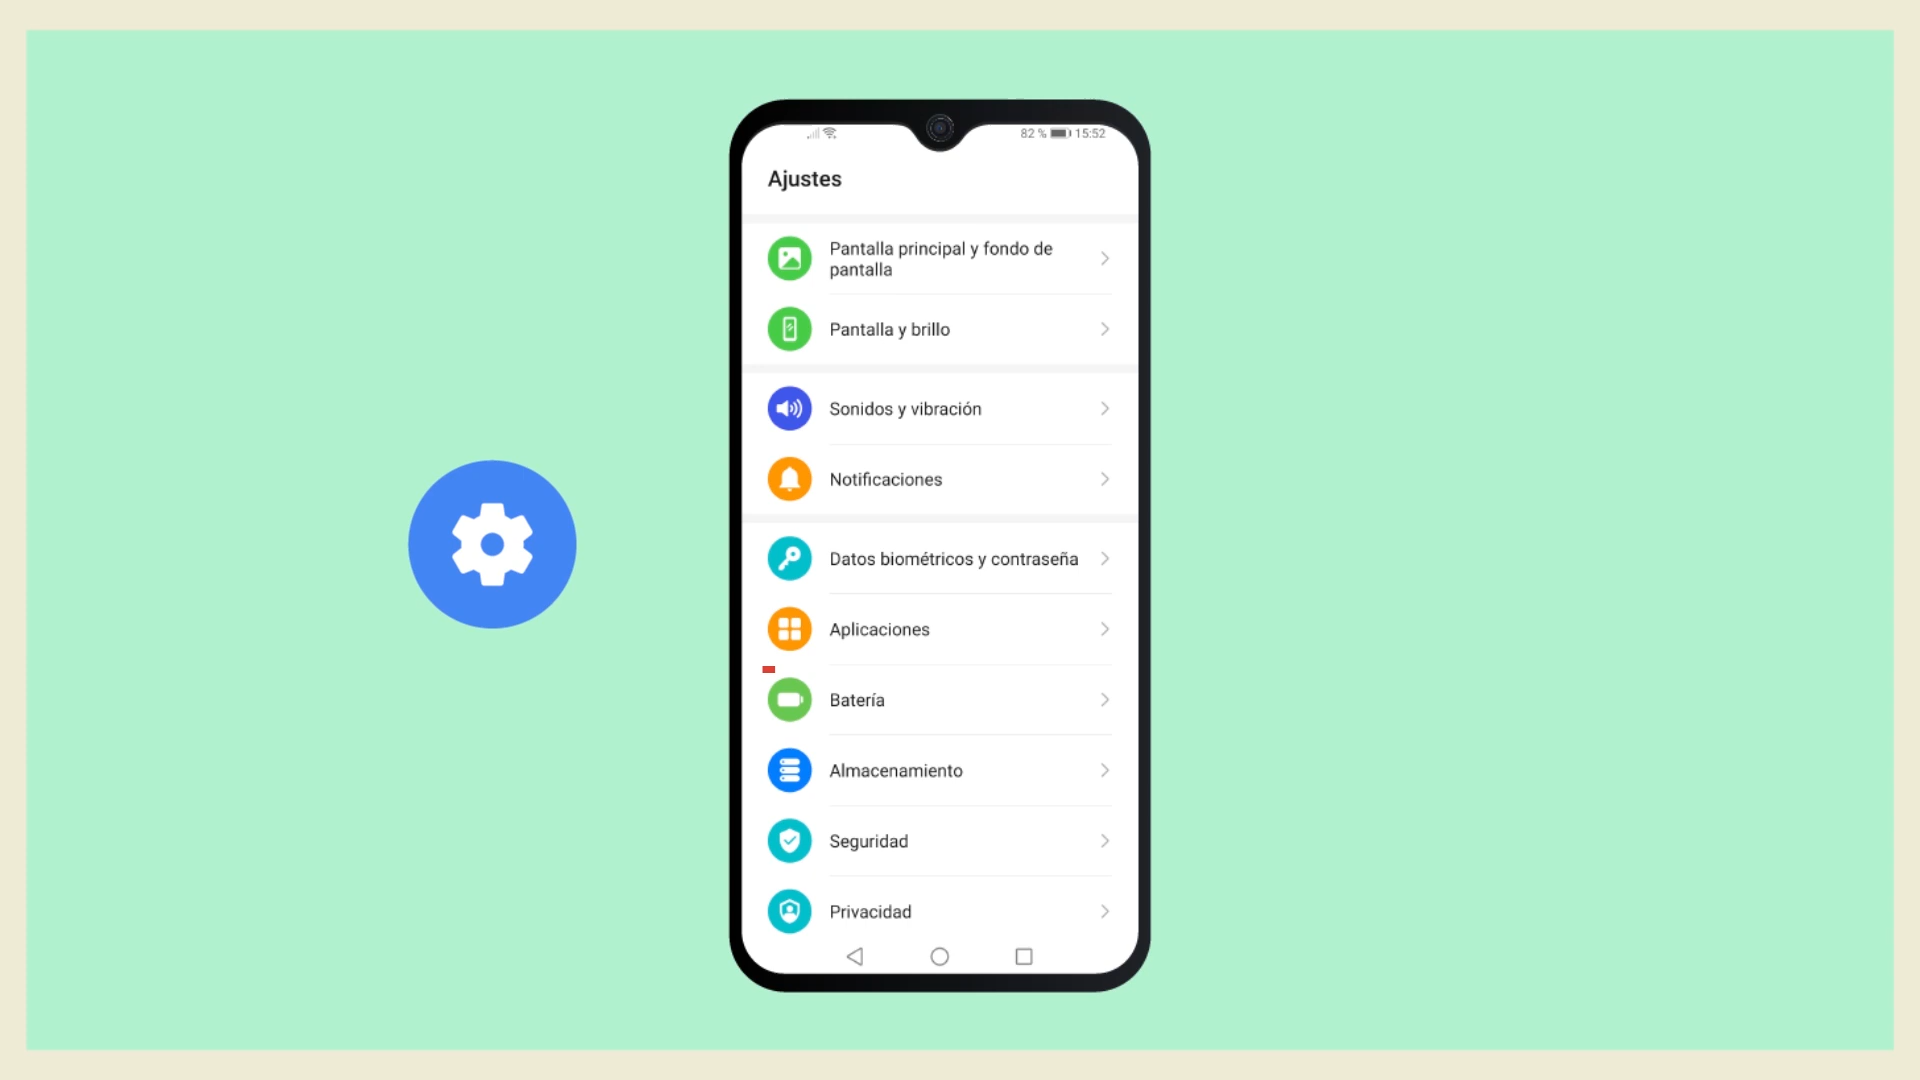 82 % 15:52
Ajustes
Pantalla principal y fondo de
pantalla
Pantalla y brillo
Sonidos y vibración
Notificaciones
Datos biométricos y contraseña
Aplicaciones
Batería
Almacenamiento
Seguridad
Privacidad